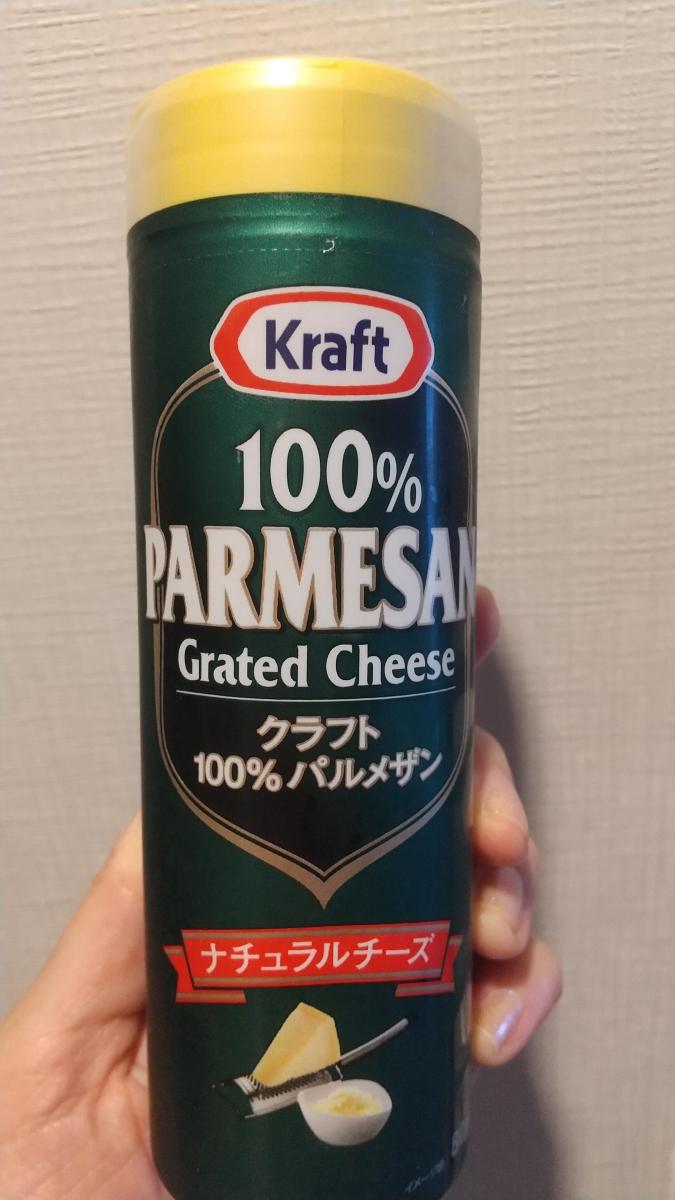 Kraft
100%
PARMESAN
Grated Cheese
クラフト
100%パルメザン
ナチュラルチーズ